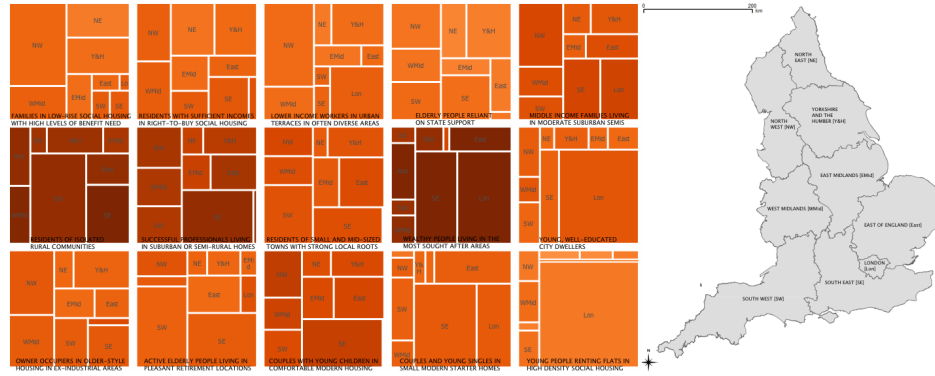 NW NE Y&H WMid EMid East Lon SW SE
FAMILIES IN LOW-RISE SOCIAL HOUSING
WITH HIGH LEVELS OF BENEFIT NEED
NW NE Y&H EMid East WMid SW SE
RESIDENTS WITH SUFFICIENT INCOMES
IN RIGHT-TO-BUY SOCIAL HOUSING
NW NE Y&H EMid East SW WMid SE Lon
LOWER INCOME WORKERS IN URBAN
TERRACES IN OFTEN DIVERSE AREAS
NW NE Y&H EMid WMid SW SE East
ELDERLY PEOPLE RELIANT
ON STATE SUPPORT
NW NE Y&H EMid East WMid SW SE Lon
MIDDLE INCOME FAMILIES LIVING
IN MODERATE SUBURBAN SEMIS
RESIDENTS OF ISOLATED
RURAL COMMUNITIES
SUCCESSFUL PROFESSIONALS LIVING
IN SUBURBAN OR SEMI-RURAL HOMES
NW NE Y&H WMid EMid East SW SE
RESIDENTS OF SMALL AND MID-SIZED
TOWNS WITH STRONG LOCAL ROOTS
SE Lon
WEALTHY PEOPLE LIVING IN THE
MOST SOUGHT AFTER AREAS
NW NE Y&H EMid East WMid SW SE Lon
YOUNG, WELL-EDUCATED
CITY DWELLERS
NW NE Y&H EMid East WMid SW SE
OWNER OCCUPIERS IN OLDER-STYLE
HOUSING IN EX-INDUSTRIAL AREAS
NW NE Y&H EMid WMid East Lon SW SE
ACTIVE ELDERLY PEOPLE LIVING IN
PLEASANT RETIREMENT LOCATIONS
NW NE Y&H WMid EMid East SW SE
COUPLES WITH YOUNG CHILDREN IN
COMFORTABLE MODERN HOUSING
NW Y&H EMid East WMid SW SE Lon
COUPLES AND YOUNG SINGLES IN
SMALL MODERN STARTER HOMES
NW WMid SW Lon
YOUNG PEOPLE RENTING FLATS IN
HIGH DENSITY SOCIAL HOUSING
0 200
km
NORTH
EAST [NE]
YORKSHIRE
AND THE
HUMBER [Y&H]
NORTH
WEST [NW]
EAST MIDLANDS [EMid]
WEST MIDLANDS [WMid]
EAST OF ENGLAND [East]
LONDON
[Lon]
SOUTH EAST [SE]
SOUTH WEST [SW]
N